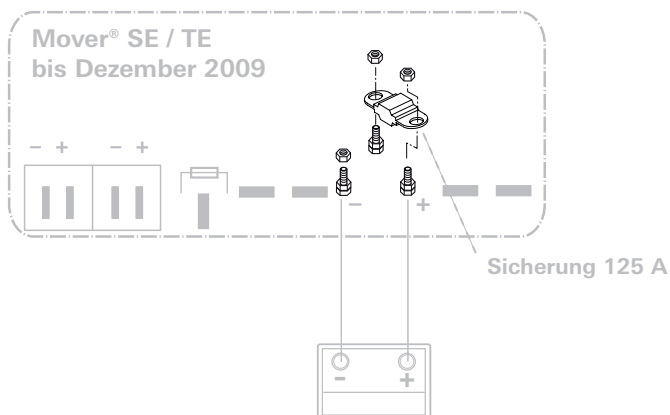 Mover® SE / TE
bis Dezember 2009
– + – +
– +
Sicherung 125 A
– +